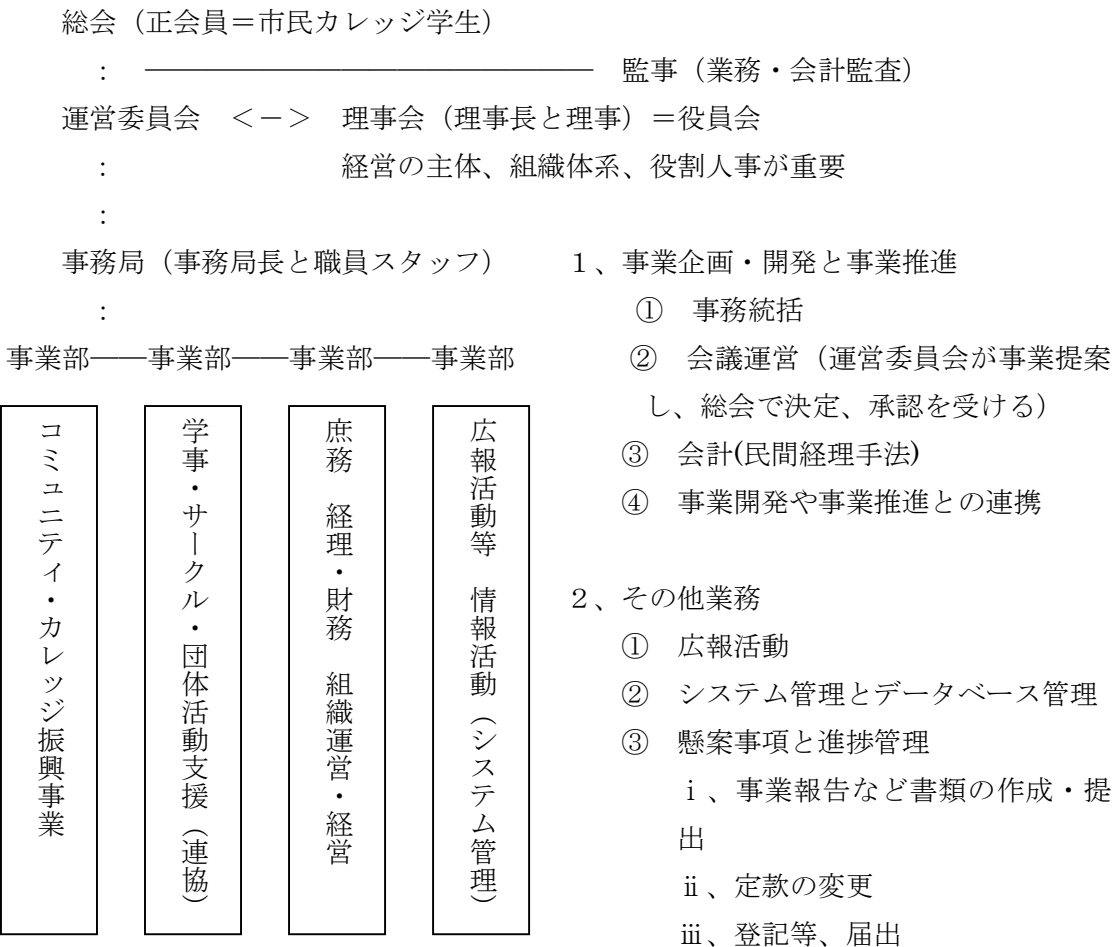 総会(正会員=市民カレッジ学生)
: ―――――――――――――――― 監事(業務・会計監査)
運営委員会 <-> 理事会(理事長と理事)=役員会
: 経営の主体、組織体系、役割人事が重要
:
事務局(事務局長と職員スタッフ)
:
事業部――事業部――事業部――事業部
コミュニティ・カレッジ振興事業
学事・サークル・団体活動支援(連協)
庶務 経理・財務 組織運営・経営
広報活動等 情報活動(システム管理)
1、事業企画・開発と事業推進
① 事務統括
② 会議運営(運営委員会が事業提案
し、総会で決定、承認を受ける)
③ 会計(民間経理手法)
④ 事業開発や事業推進との連携
2、その他業務
① 広報活動
② システム管理とデータベース管理
③ 懸案事項と進捗管理
ⅰ、事業報告など書類の作成・提
出
ⅱ、定款の変更
ⅲ、登記等、届出